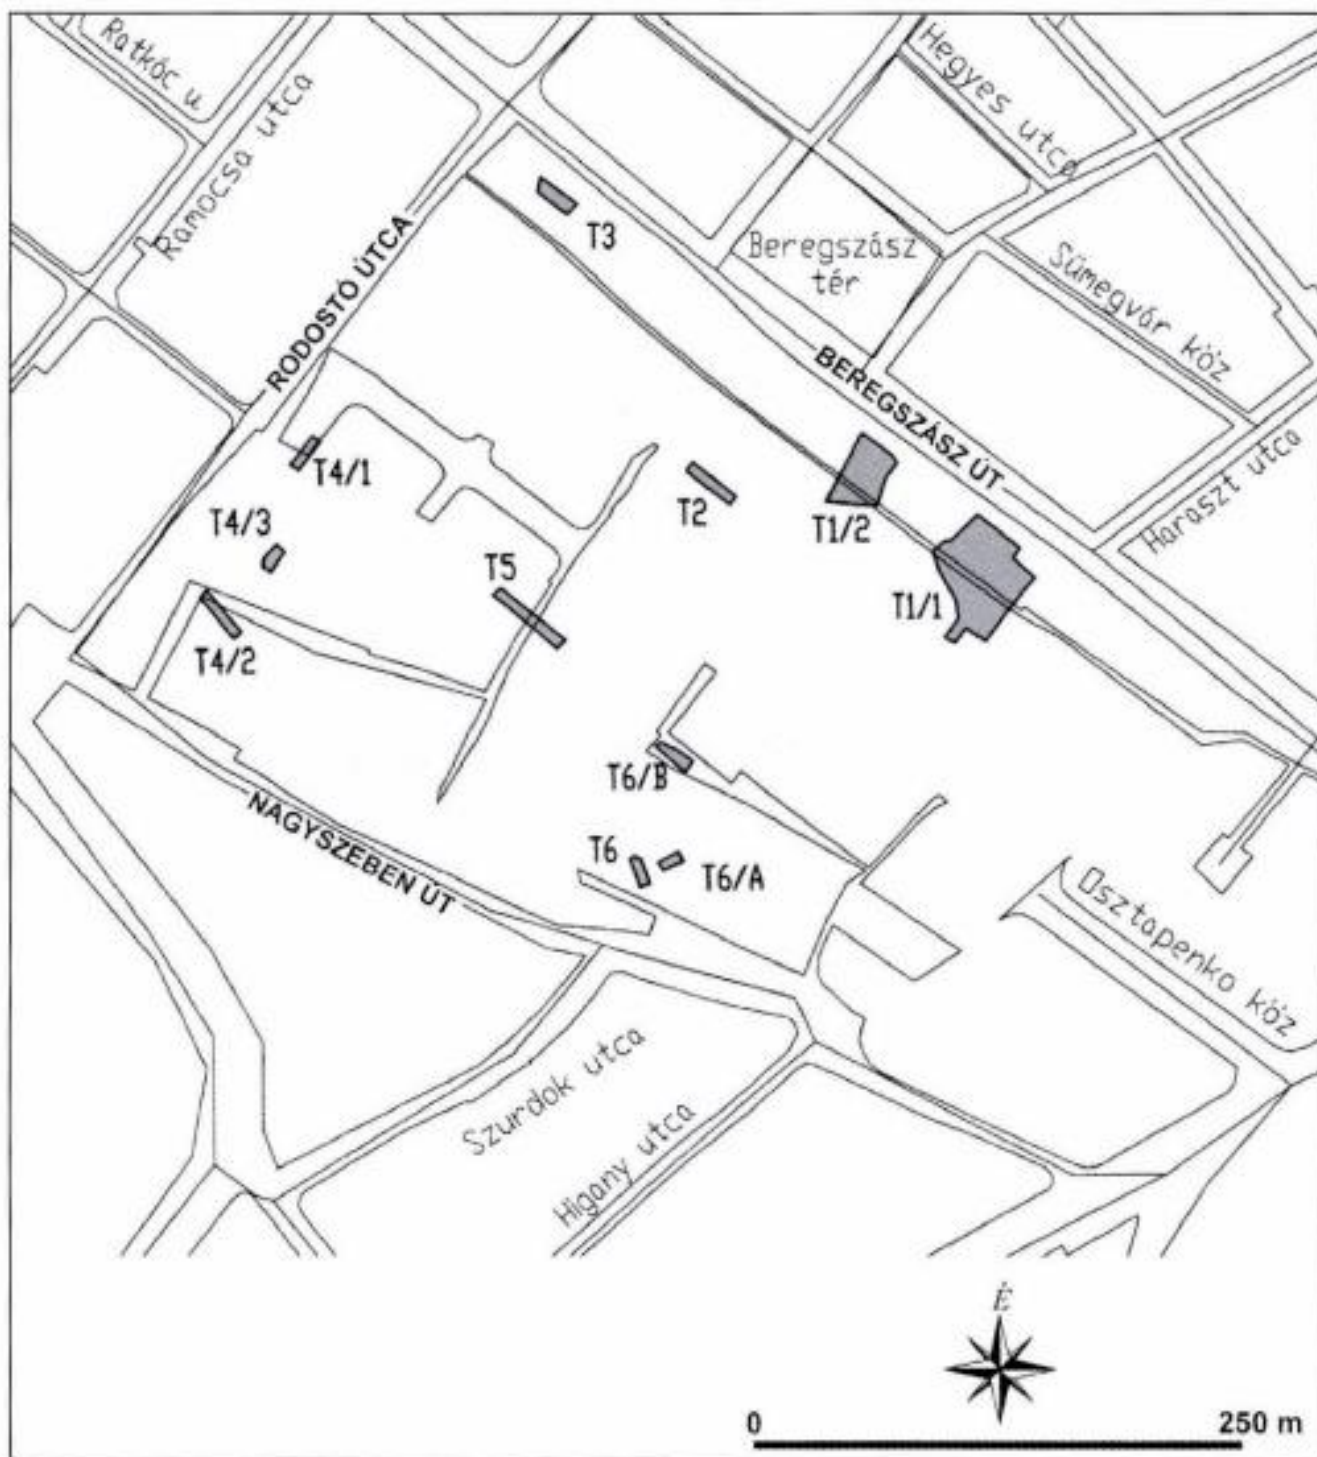 Ratkóc u
Ramocsa utca
Hegyes utca
T3
RODOSTÓ ÚTCA
Beregszász
tér
Sümegvár köz
BEREGSZÁSZ ÚT
Haraszt utca
T4/1
T2
T1/2
T4/3
T5
T1/1
T4/2
T6/B
NAGYSZEBEN ÚT
T6
T6/A
Osztapenko köz
Szurdok utca
Higany utca
É
0
250 m